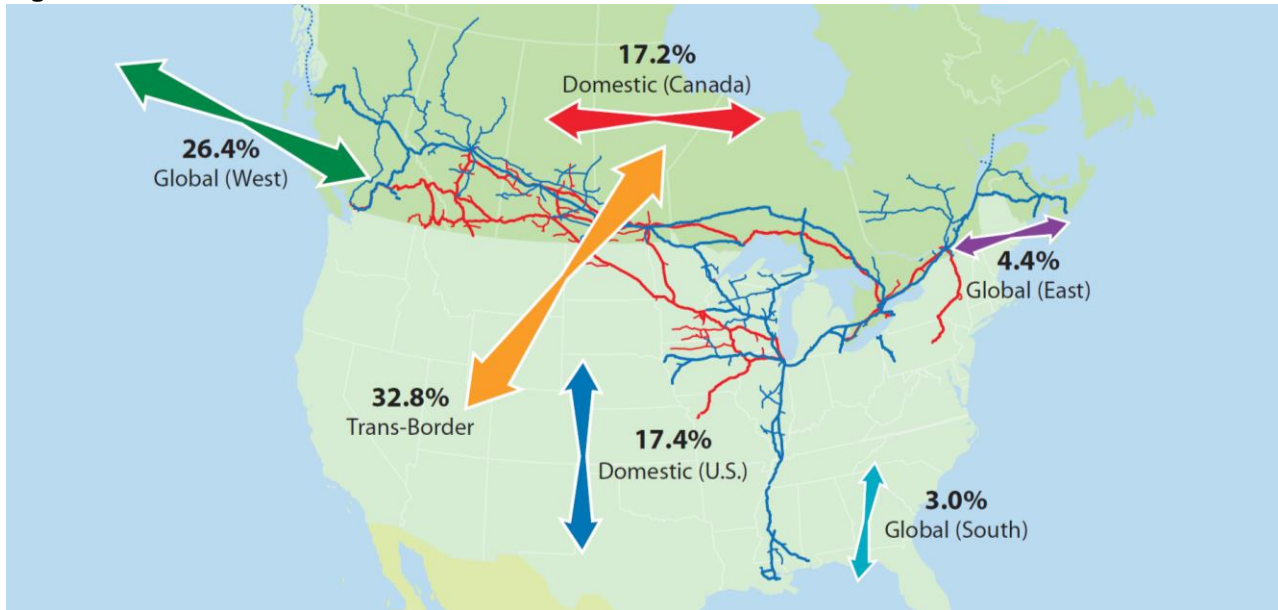 17.2%
Domestic (Canada)
26.4%
Global (West)
4.4%
Global (East)
32.8%
Trans-Border
17.4%
Domestic (U.S.)
3.0%
Global (South)